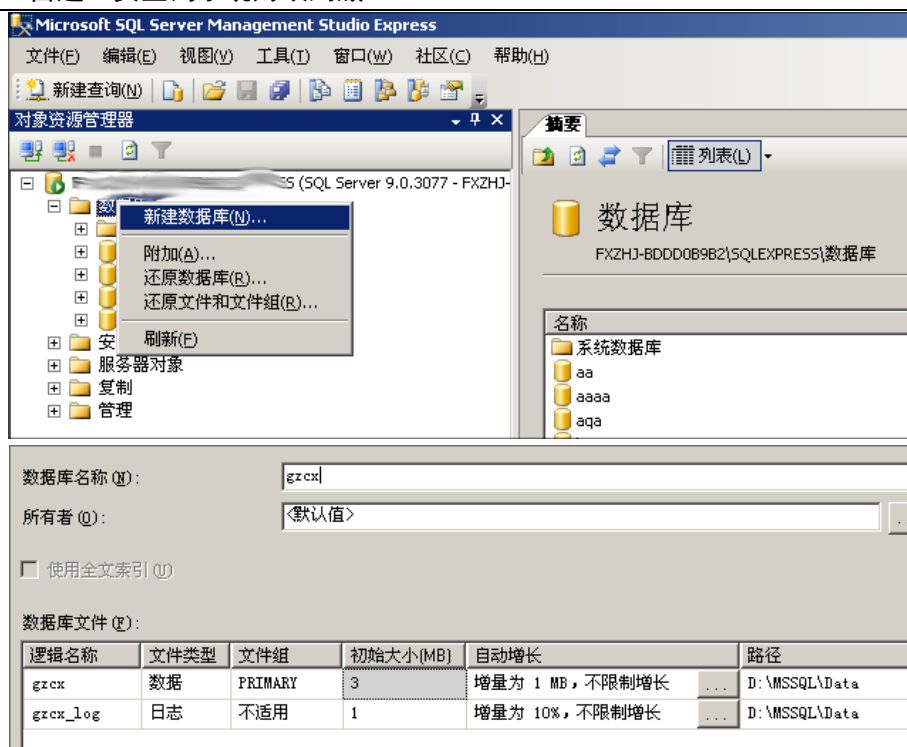 Microsoft SQL Server Management Studio Express
文件(F) 编辑(E) 视图(V) 工具(T) 窗口(W) 社区(C) 帮助(H)
新建查询(N)
对象资源管理器
摘要
列表(L)
SS (SQL Server 9.0.3077 - FXZHJ-
数据库
FXZHJ-BDDD0B9B2\SQLEXPRESS\数据库
新建数据库(N)...
附加(A)...
还原数据库(R)...
还原文件和文件组(R)...
刷新(F)
安
服务器对象
复制
管理
名称
系统数据库
aa
aaaa
aqa
数据库名称(N):
gzcx
所有者(O):
<默认值>
...
使用全文索引(U)
数据库文件(F):
逻辑名称 文件类型 文件组 初始大小(MB) 自动增长 路径
gzcx 数据 PRIMARY 3 增量为 1 MB，不限制增长 ... D:\MSSQL\Data
gzcx_log 日志 不适用 1 增量为 10%，不限制增长 ... D:\MSSQL\Data